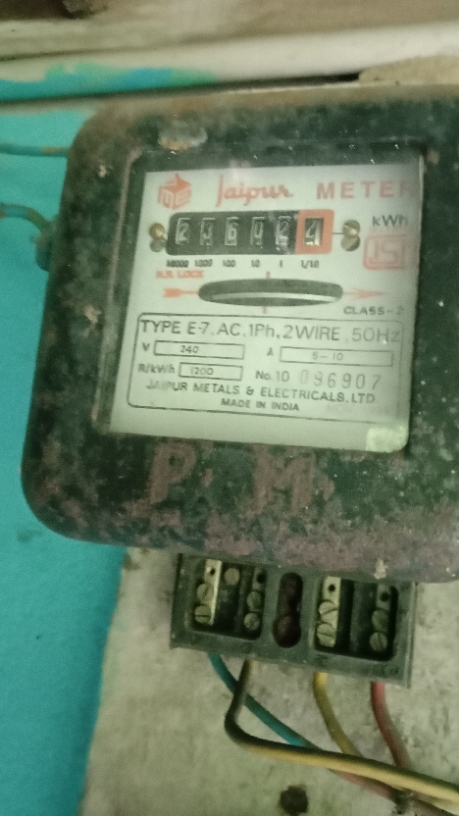 Jaipur METER
2 4 6 4 2 2 kWh
10000 1000 100 10 1 1/10
R.R. LOCK
CLASS-2
TYPE E-7, AC, 1Ph, 2WIRE, 50Hz
V 240 A 5-10
R/kWh 1200 No. 10 096907
JAIPUR METALS & ELECTRICALS. LTD
MADE IN INDIA
P. M.